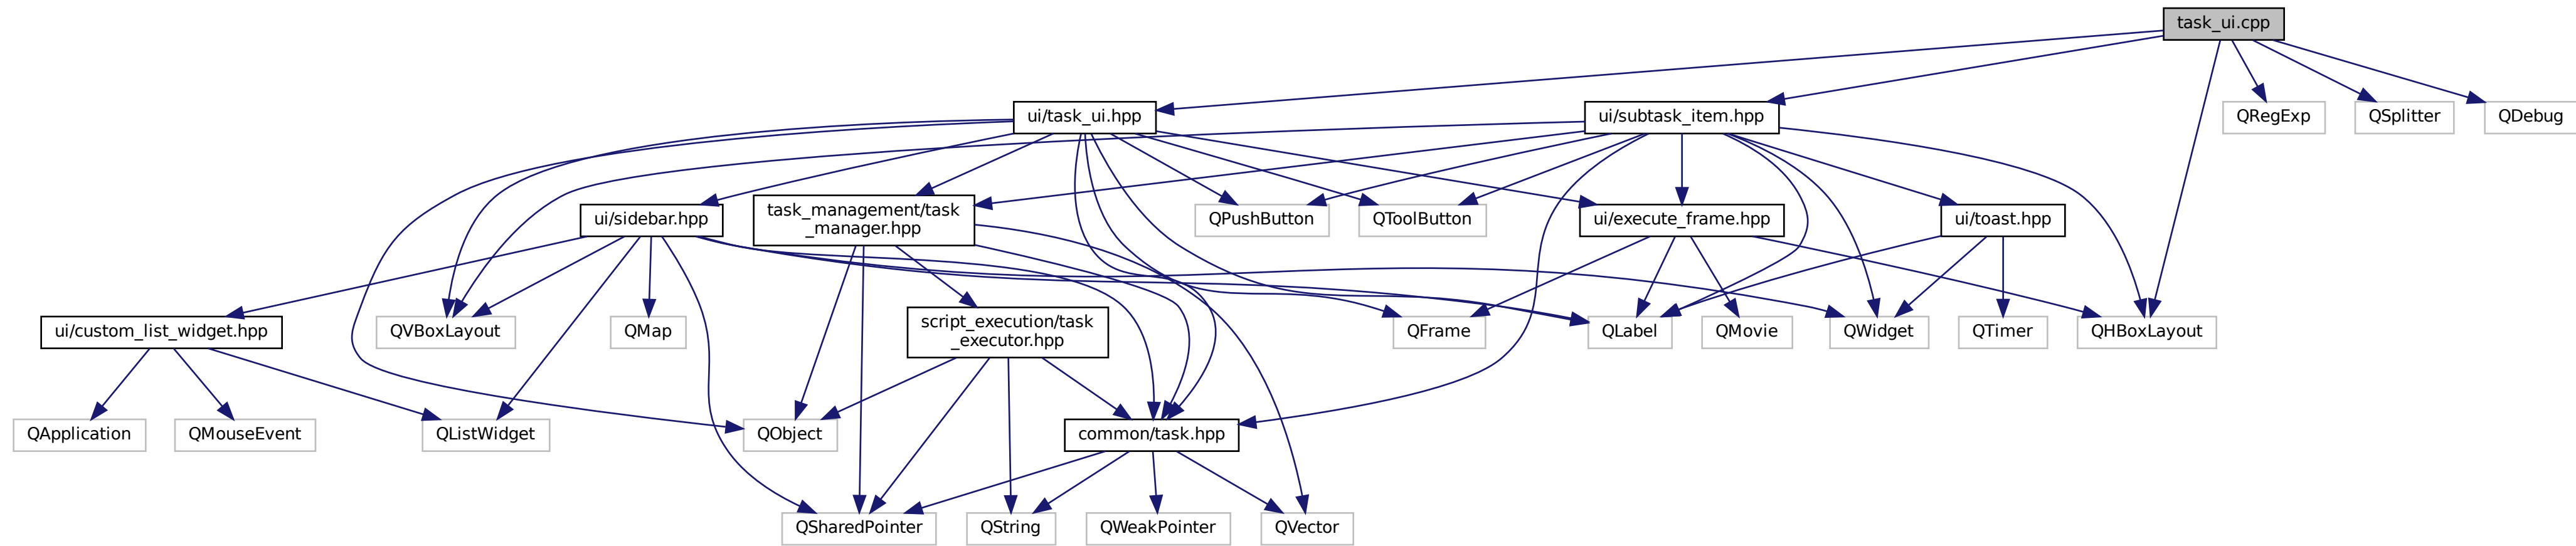 task_ui.cpp
ui/task_ui.hpp
ui/subtask_item.hpp
QRegExp
QSplitter
QDebug
ui/sidebar.hpp
task_management/task
_manager.hpp
QPushButton
QToolButton
ui/execute_frame.hpp
ui/toast.hpp
ui/custom_list_widget.hpp
QVBoxLayout
QMap
script_execution/task
_executor.hpp
QFrame
QLabel
QMovie
QWidget
QTimer
QHBoxLayout
QApplication
QMouseEvent
QListWidget
QObject
common/task.hpp
QSharedPointer
QString
QWeakPointer
QVector